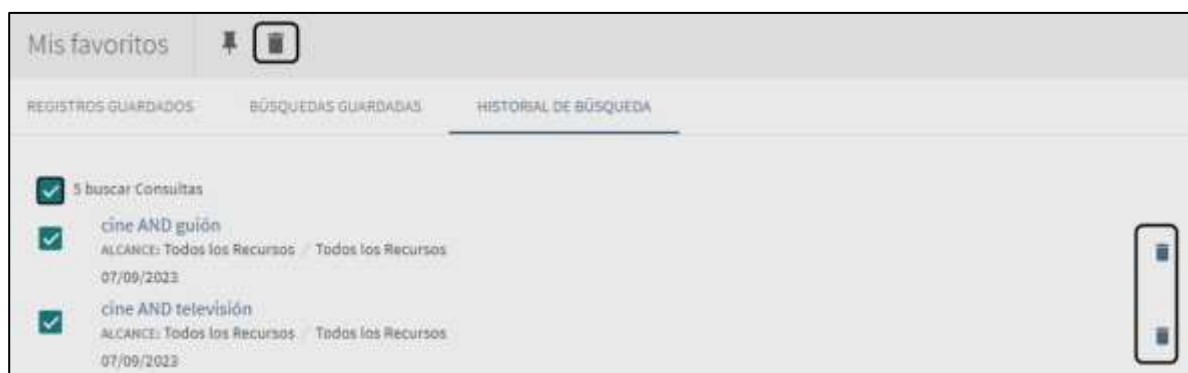 Mis favoritos
REGISTROS GUARDADOS BÚSQUEDAS GUARDADAS HISTORIAL DE BÚSQUEDA
5 buscar Consultas
cine AND guión
ALCANCE: Todos los Recursos / Todos los Recursos
07/09/2023
cine AND televisión
ALCANCE: Todos los Recursos / Todos los Recursos
07/09/2023